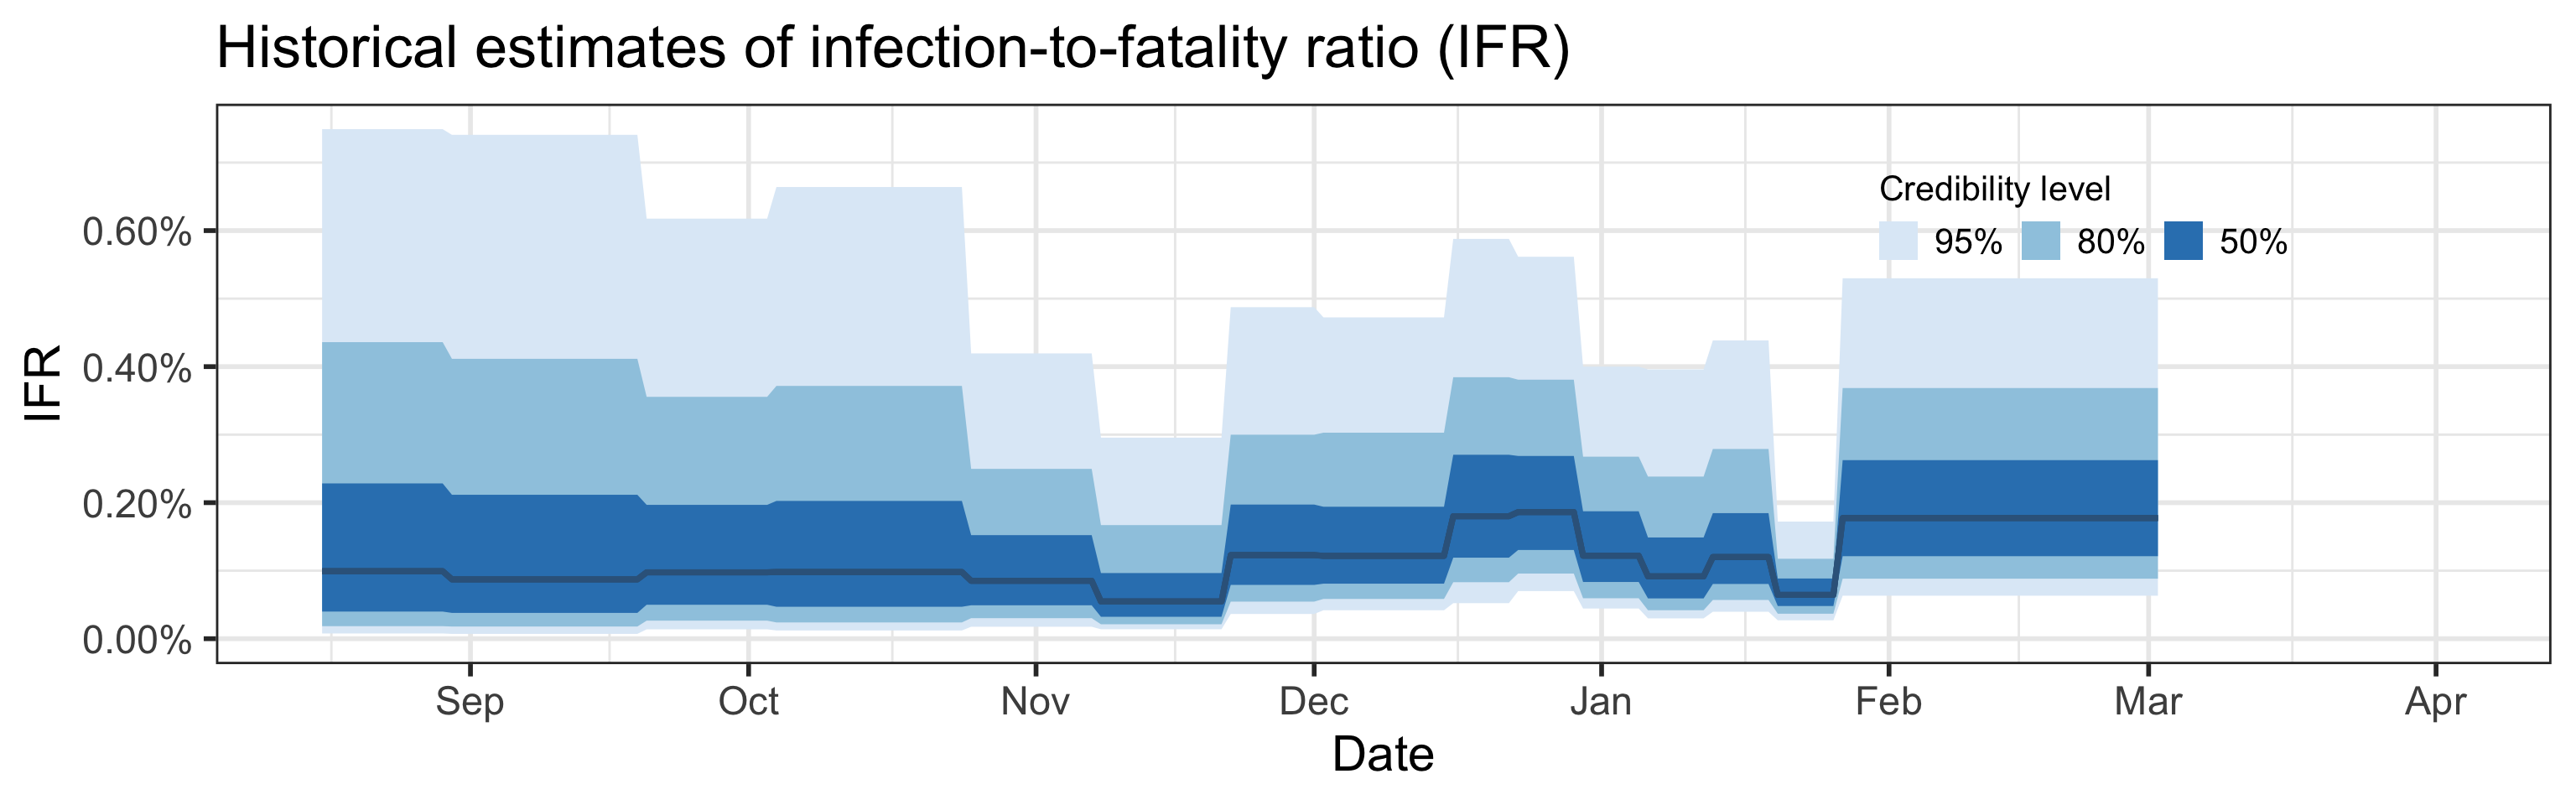 Historical estimates of infection-to-fatality ratio (IFR)
Credibility level
95% 80% 50%
0.60%
0.40%
0.20%
0.00%
IFR
Sep Oct Nov Dec Jan Feb Mar Apr
Date